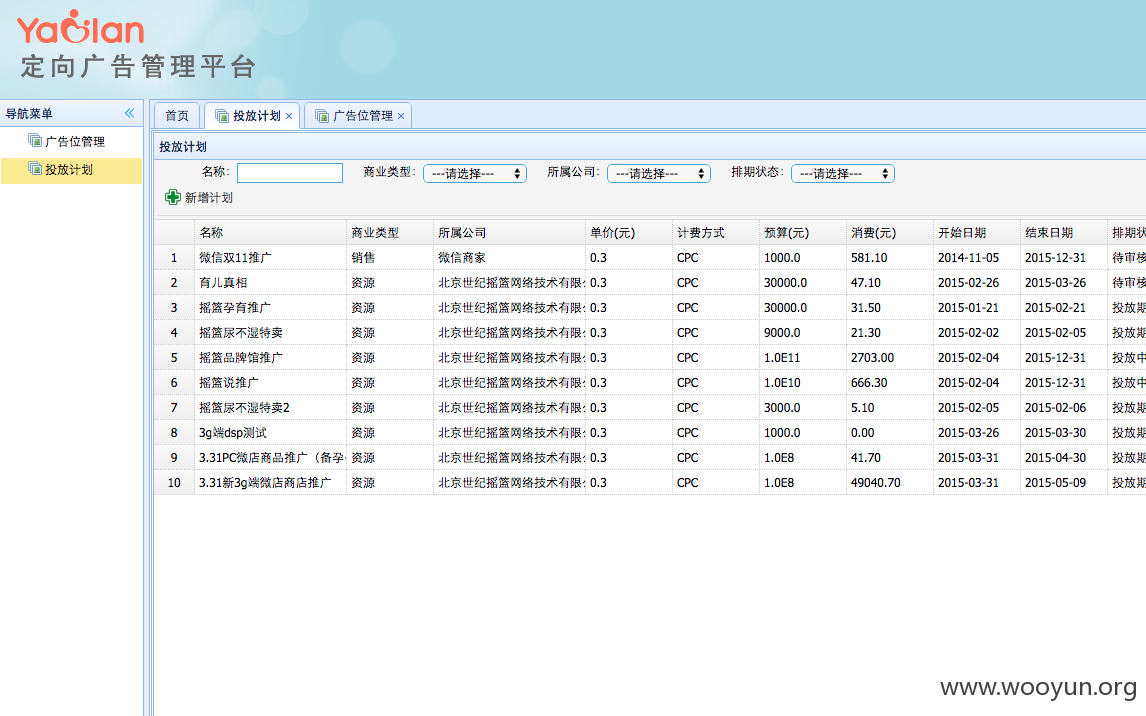 Yaolan
定向广告管理平台
导航菜单
广告位管理
投放计划
首页 投放计划 × 广告位管理 ×
投放计划
名称: 商业类型: ---请选择--- 所属公司: ---请选择--- 排期状态: ---请选择---
新增计划
名称 商业类型 所属公司 单价(元) 计费方式 预算(元) 消费(元) 开始日期 结束日期 排期状
1 微信双11推广 销售 微信商家 0.3 CPC 1000.0 581.10 2014-11-05 2015-12-31 待审核
2 育儿真相 资源 北京世纪摇篮网络技术有限 0.3 CPC 30000.0 47.10 2015-02-26 2015-03-26 待审核
3 摇篮孕育推广 资源 北京世纪摇篮网络技术有限 0.3 CPC 30000.0 31.50 2015-01-21 2015-02-21 投放期
4 摇篮尿不湿特卖 资源 北京世纪摇篮网络技术有限 0.3 CPC 9000.0 21.30 2015-02-02 2015-02-05 投放期
5 摇篮品牌馆推广 资源 北京世纪摇篮网络技术有限 0.3 CPC 1.0E11 2703.00 2015-02-04 2015-12-31 投放中
6 摇篮说推广 资源 北京世纪摇篮网络技术有限 0.3 CPC 1.0E10 666.30 2015-02-04 2015-12-31 投放中
7 摇篮尿不湿特卖2 资源 北京世纪摇篮网络技术有限 0.3 CPC 3000.0 5.10 2015-02-05 2015-02-06 投放期
8 3g端dsp测试 资源 北京世纪摇篮网络技术有限 0.3 CPC 1000.0 0.00 2015-03-26 2015-03-30 投放期
9 3.31PC微店商品推广（备孕 资源 北京世纪摇篮网络技术有限 0.3 CPC 1.0E8 41.70 2015-03-31 2015-04-30 投放期
10 3.31新3g端微店商店推广 资源 北京世纪摇篮网络技术有限 0.3 CPC 1.0E8 49040.70 2015-03-31 2015-05-09 投放期
www.wooyun.org